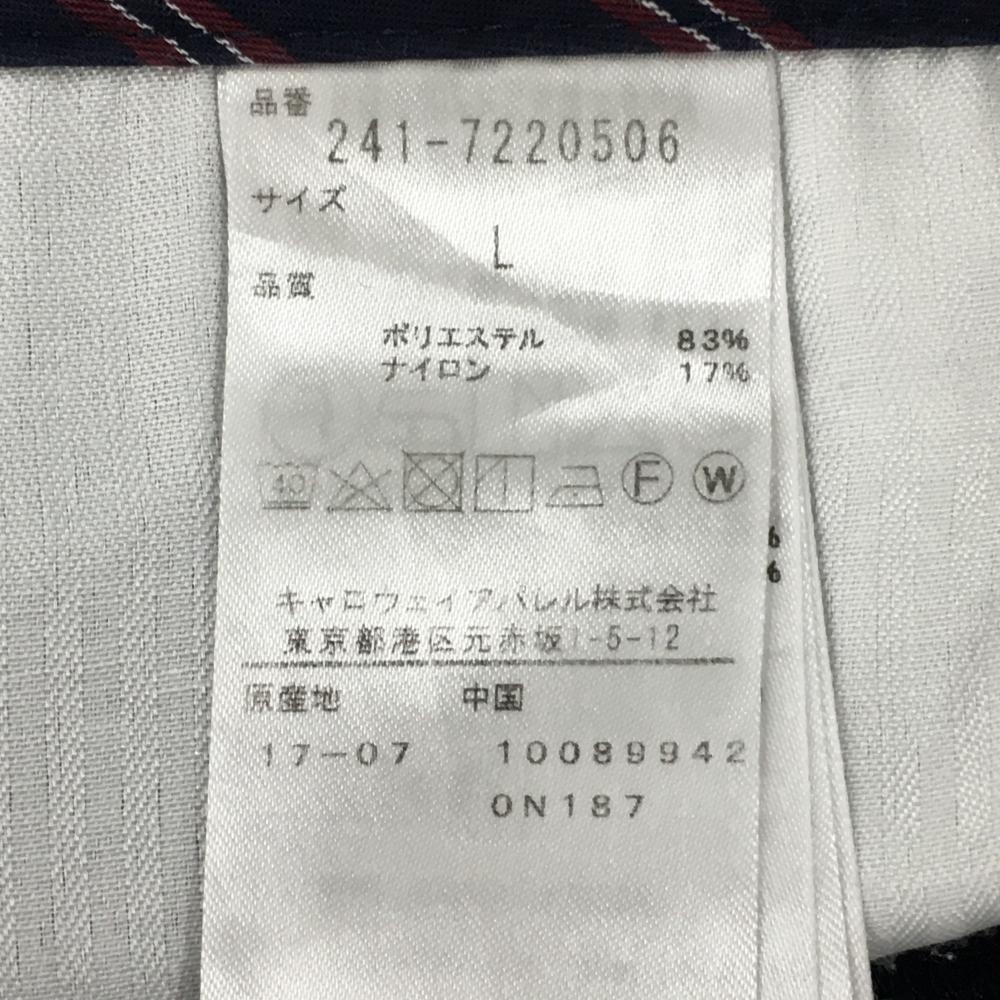 品番
241-7220506
サイズ
L
品質
ポリエステル 83%
ナイロン 17%
40 F W
キャロウェイアパレル株式会社
東京都港区元赤坂1-5-12
原産地 中国
17-07 10089942
0N187